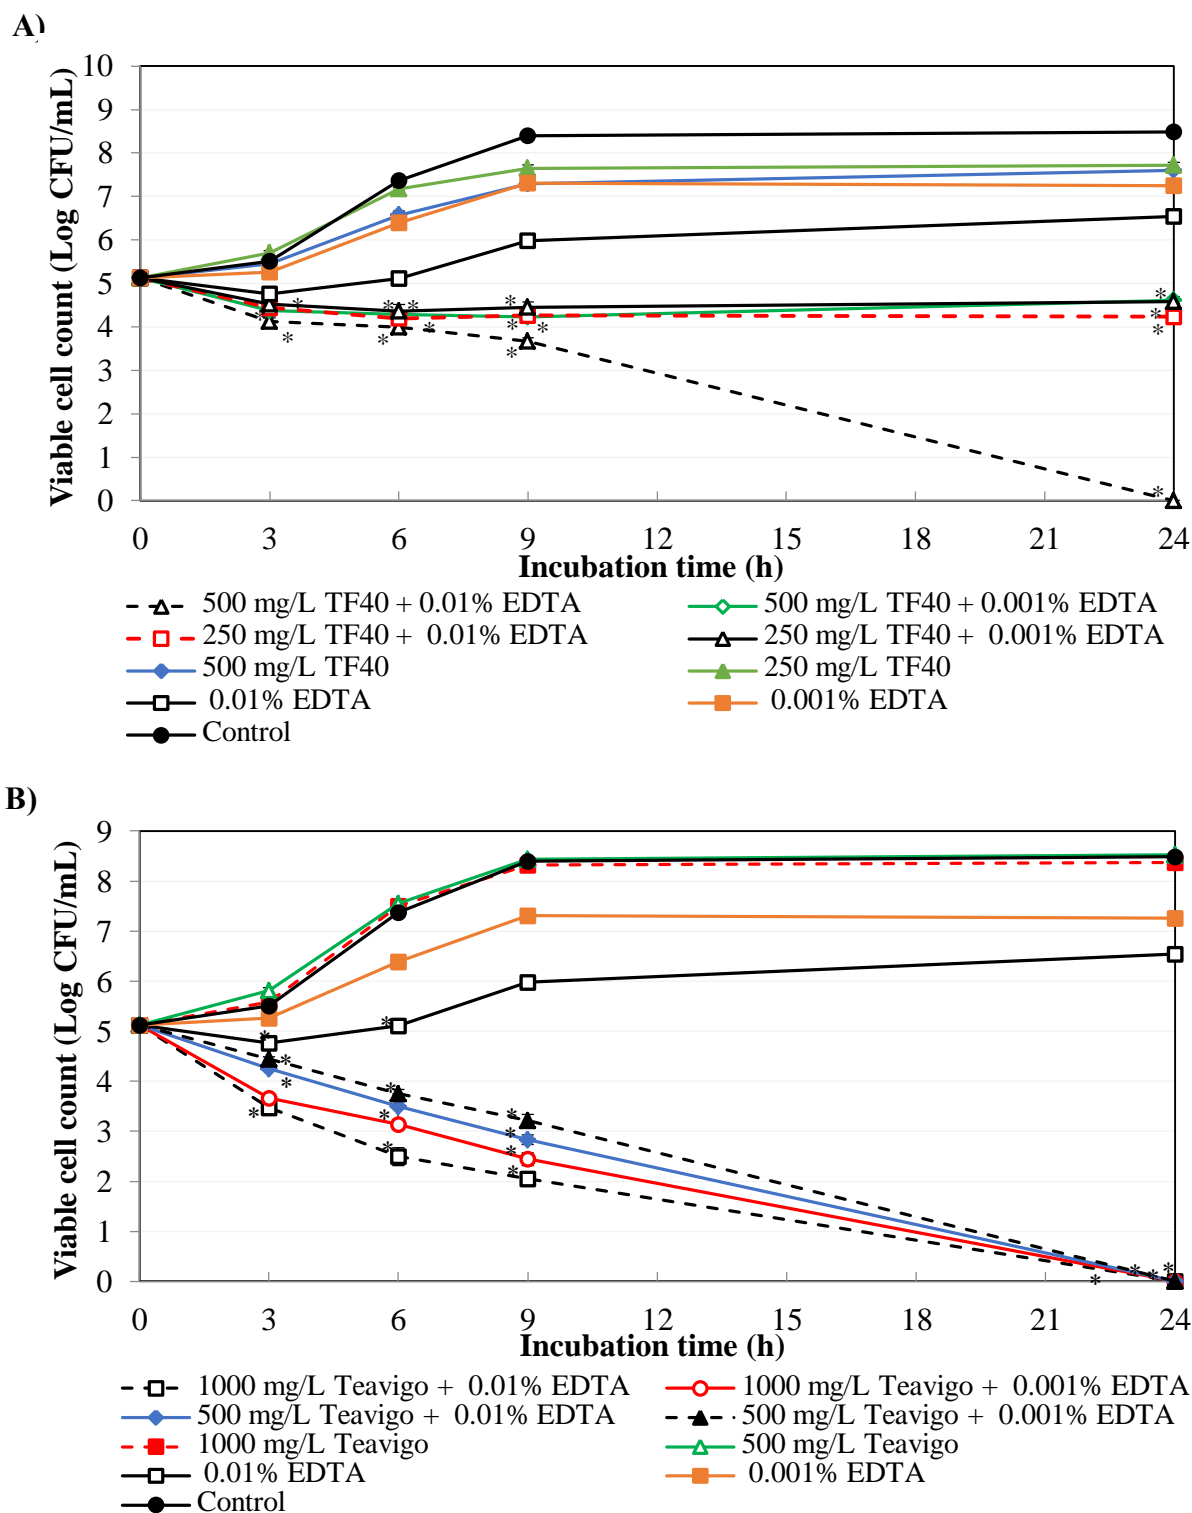 A)
10
9
8
7
6
5
4
3
2
1
0
Viable cell count (Log CFU/mL)
* * * * * * * * * * * * * * *
0 3 6 9 12 15 18 21 24
Incubation time (h)
500 mg/L TF40 + 0.01% EDTA
500 mg/L TF40 + 0.001% EDTA
250 mg/L TF40 + 0.01% EDTA
250 mg/L TF40 + 0.001% EDTA
500 mg/L TF40
250 mg/L TF40
0.01% EDTA
0.001% EDTA
Control
B)
9
8
7
6
5
4
3
2
1
0
Viable cell count (Log CFU/mL)
* * * * * * * * * * * * * * * * *
0 3 6 9 12 15 18 21 24
Incubation time (h)
1000 mg/L Teavigo + 0.01% EDTA
1000 mg/L Teavigo + 0.001% EDTA
500 mg/L Teavigo + 0.01% EDTA
500 mg/L Teavigo + 0.001% EDTA
1000 mg/L Teavigo
500 mg/L Teavigo
0.01% EDTA
0.001% EDTA
Control